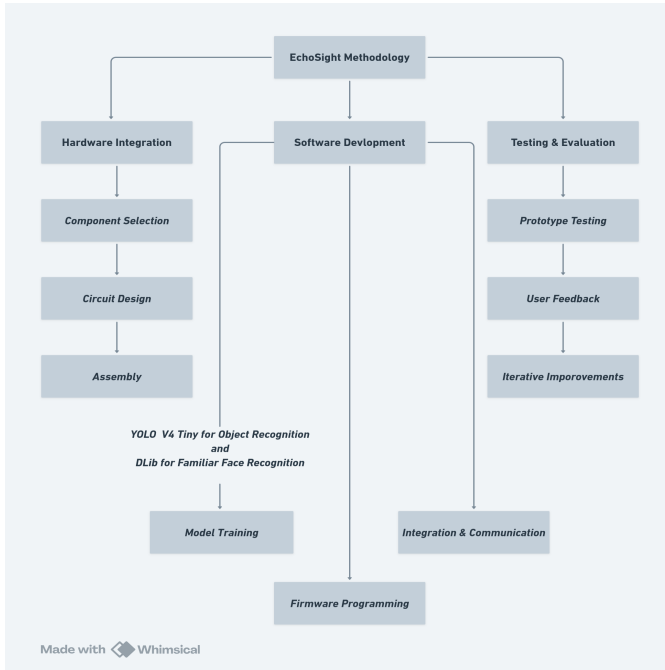 EchoSight Methodology
Hardware Integration
Software Devlopment
Testing & Evaluation
Component Selection
Prototype Testing
Circuit Design
User Feedback
Assembly
Iterative Imporovements
YOLO V4 Tiny for Object Recognition
and
DLib for Familiar Face Recognition
Model Training
Integration & Communication
Firmware Programming
Made with Whimsical